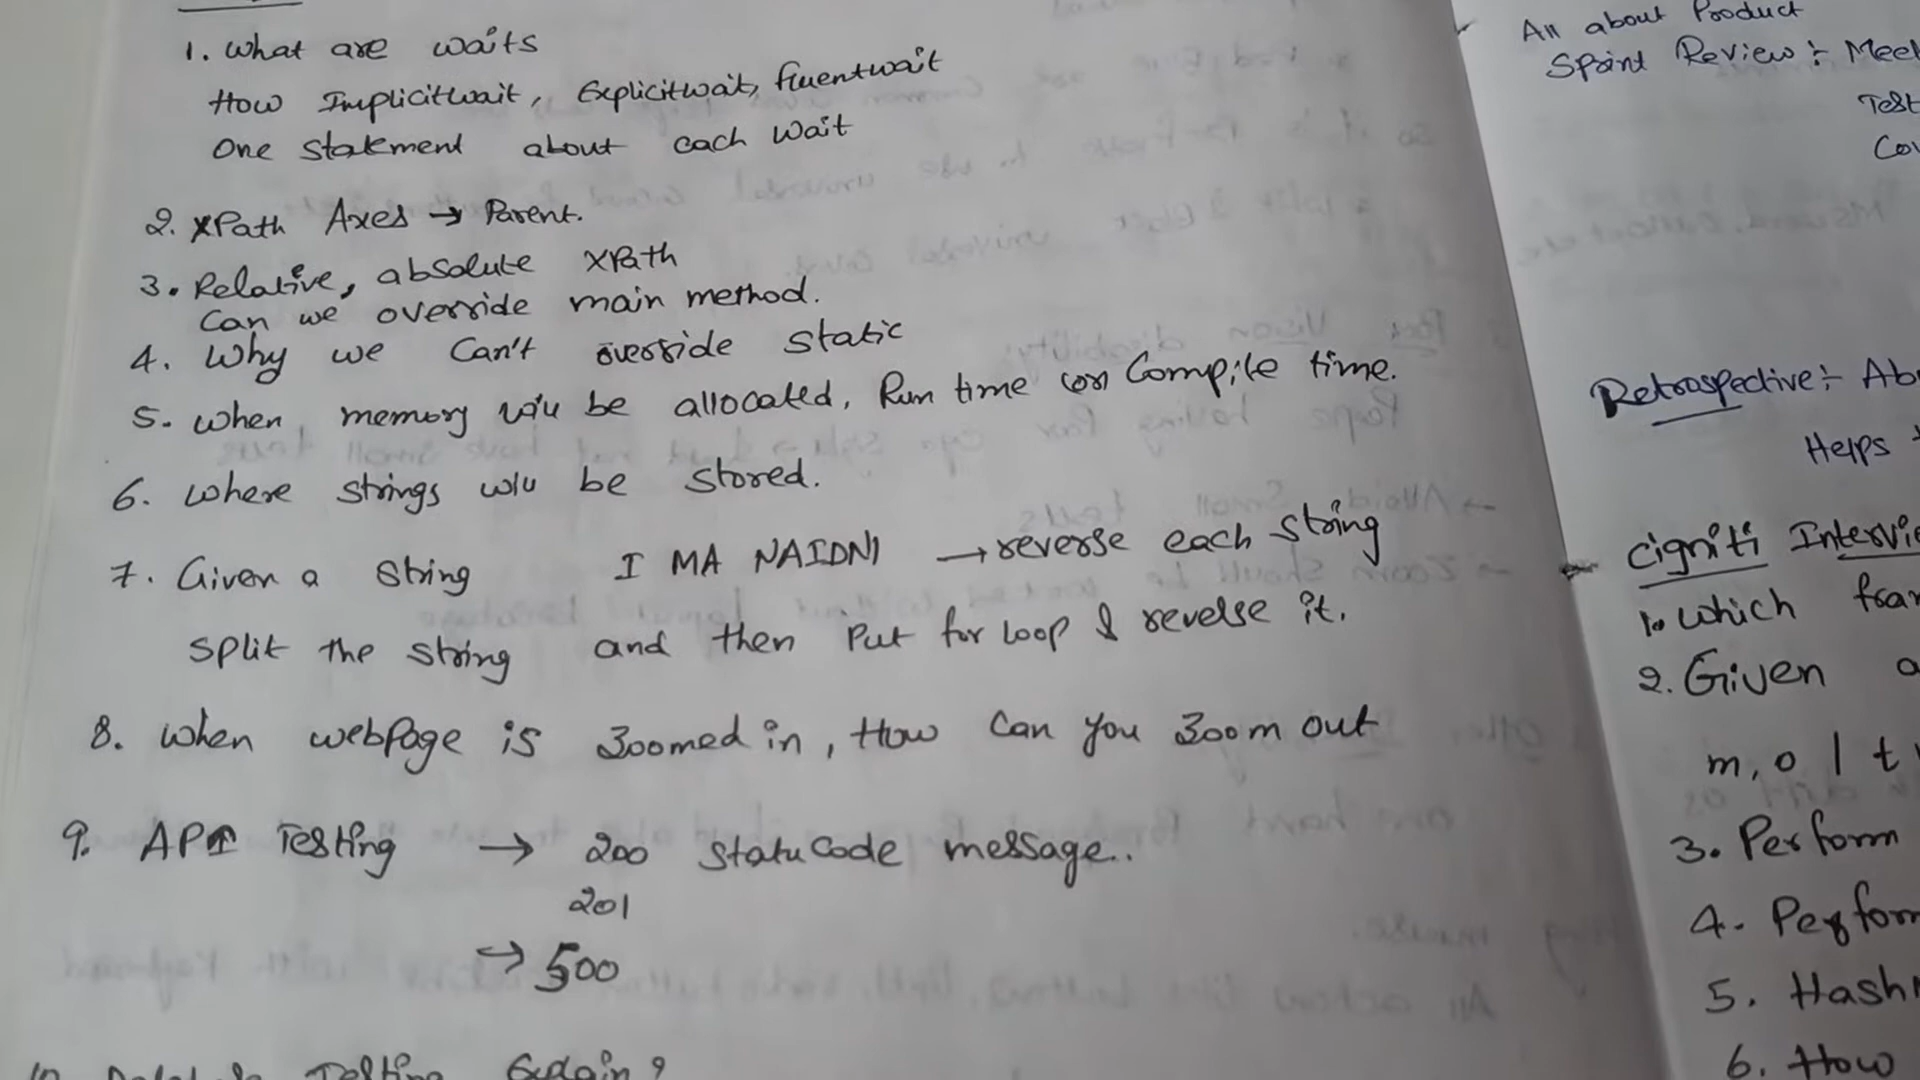 1. What are waits
How Implicitwait, Explicitwait, fluentwait
One statement about each wait
2. XPath Axes → Parent.
3. Relative, absolute XPath
Can we override main method.
4. Why we Can't override static
5. When memory will be allocated, Run time (or) Compile time.
6. Where strings will be stored.
7. Given a string I MA NAIDNI → reverse each string
split the string and then Put for loop & reverse it.
8. When webpage is Zoomed in, How Can you Zoom out
9. API Testing → 200 StatuCode message..
201
→ 500
Testing Explain?
All about Product
Sprint Review :- Meet
Test
Retrospective :- Ab
Helps
Cigniti Intervie
1. Which fra
2. Given a
m, o l t
3. Perform
4. Perform
5. Hash
6. How